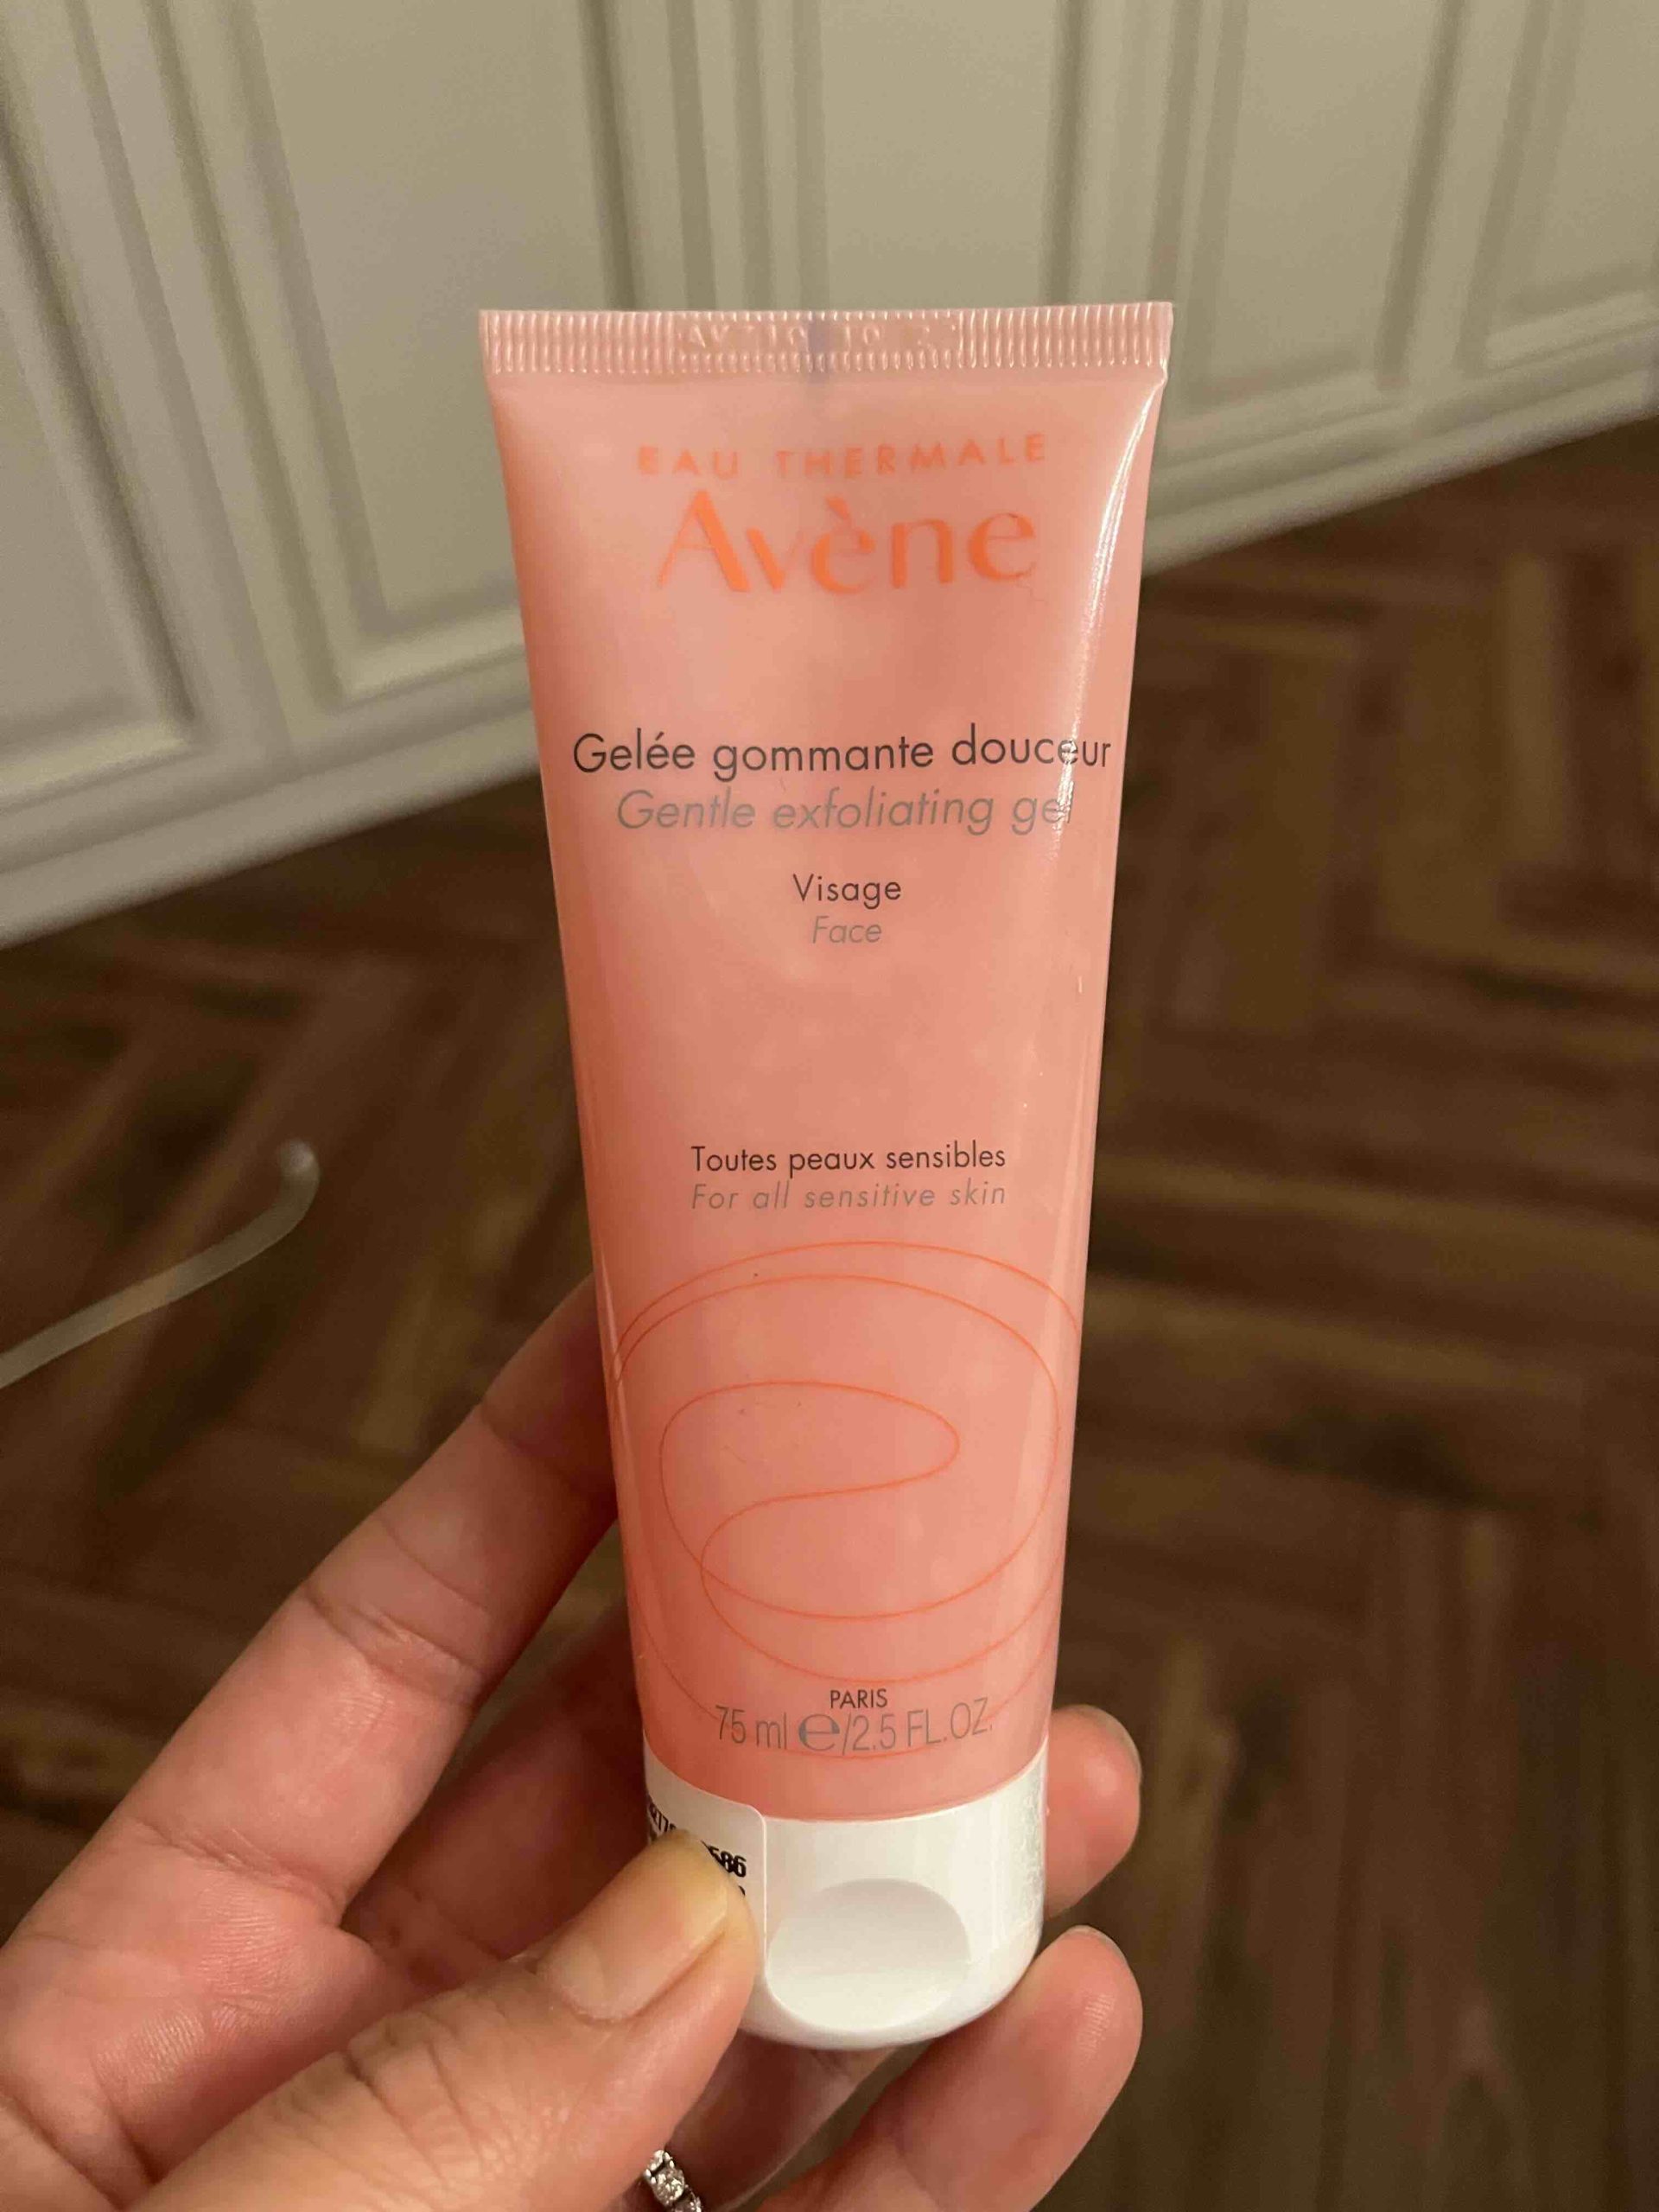 EAU THERMALE
Avène
Gelée gommante douceur
Gentle exfoliating gel
Visage
Face
Toutes peaux sensibles
For all sensitive skin
PARIS
75 ml ℮/2.5 FL.OZ.